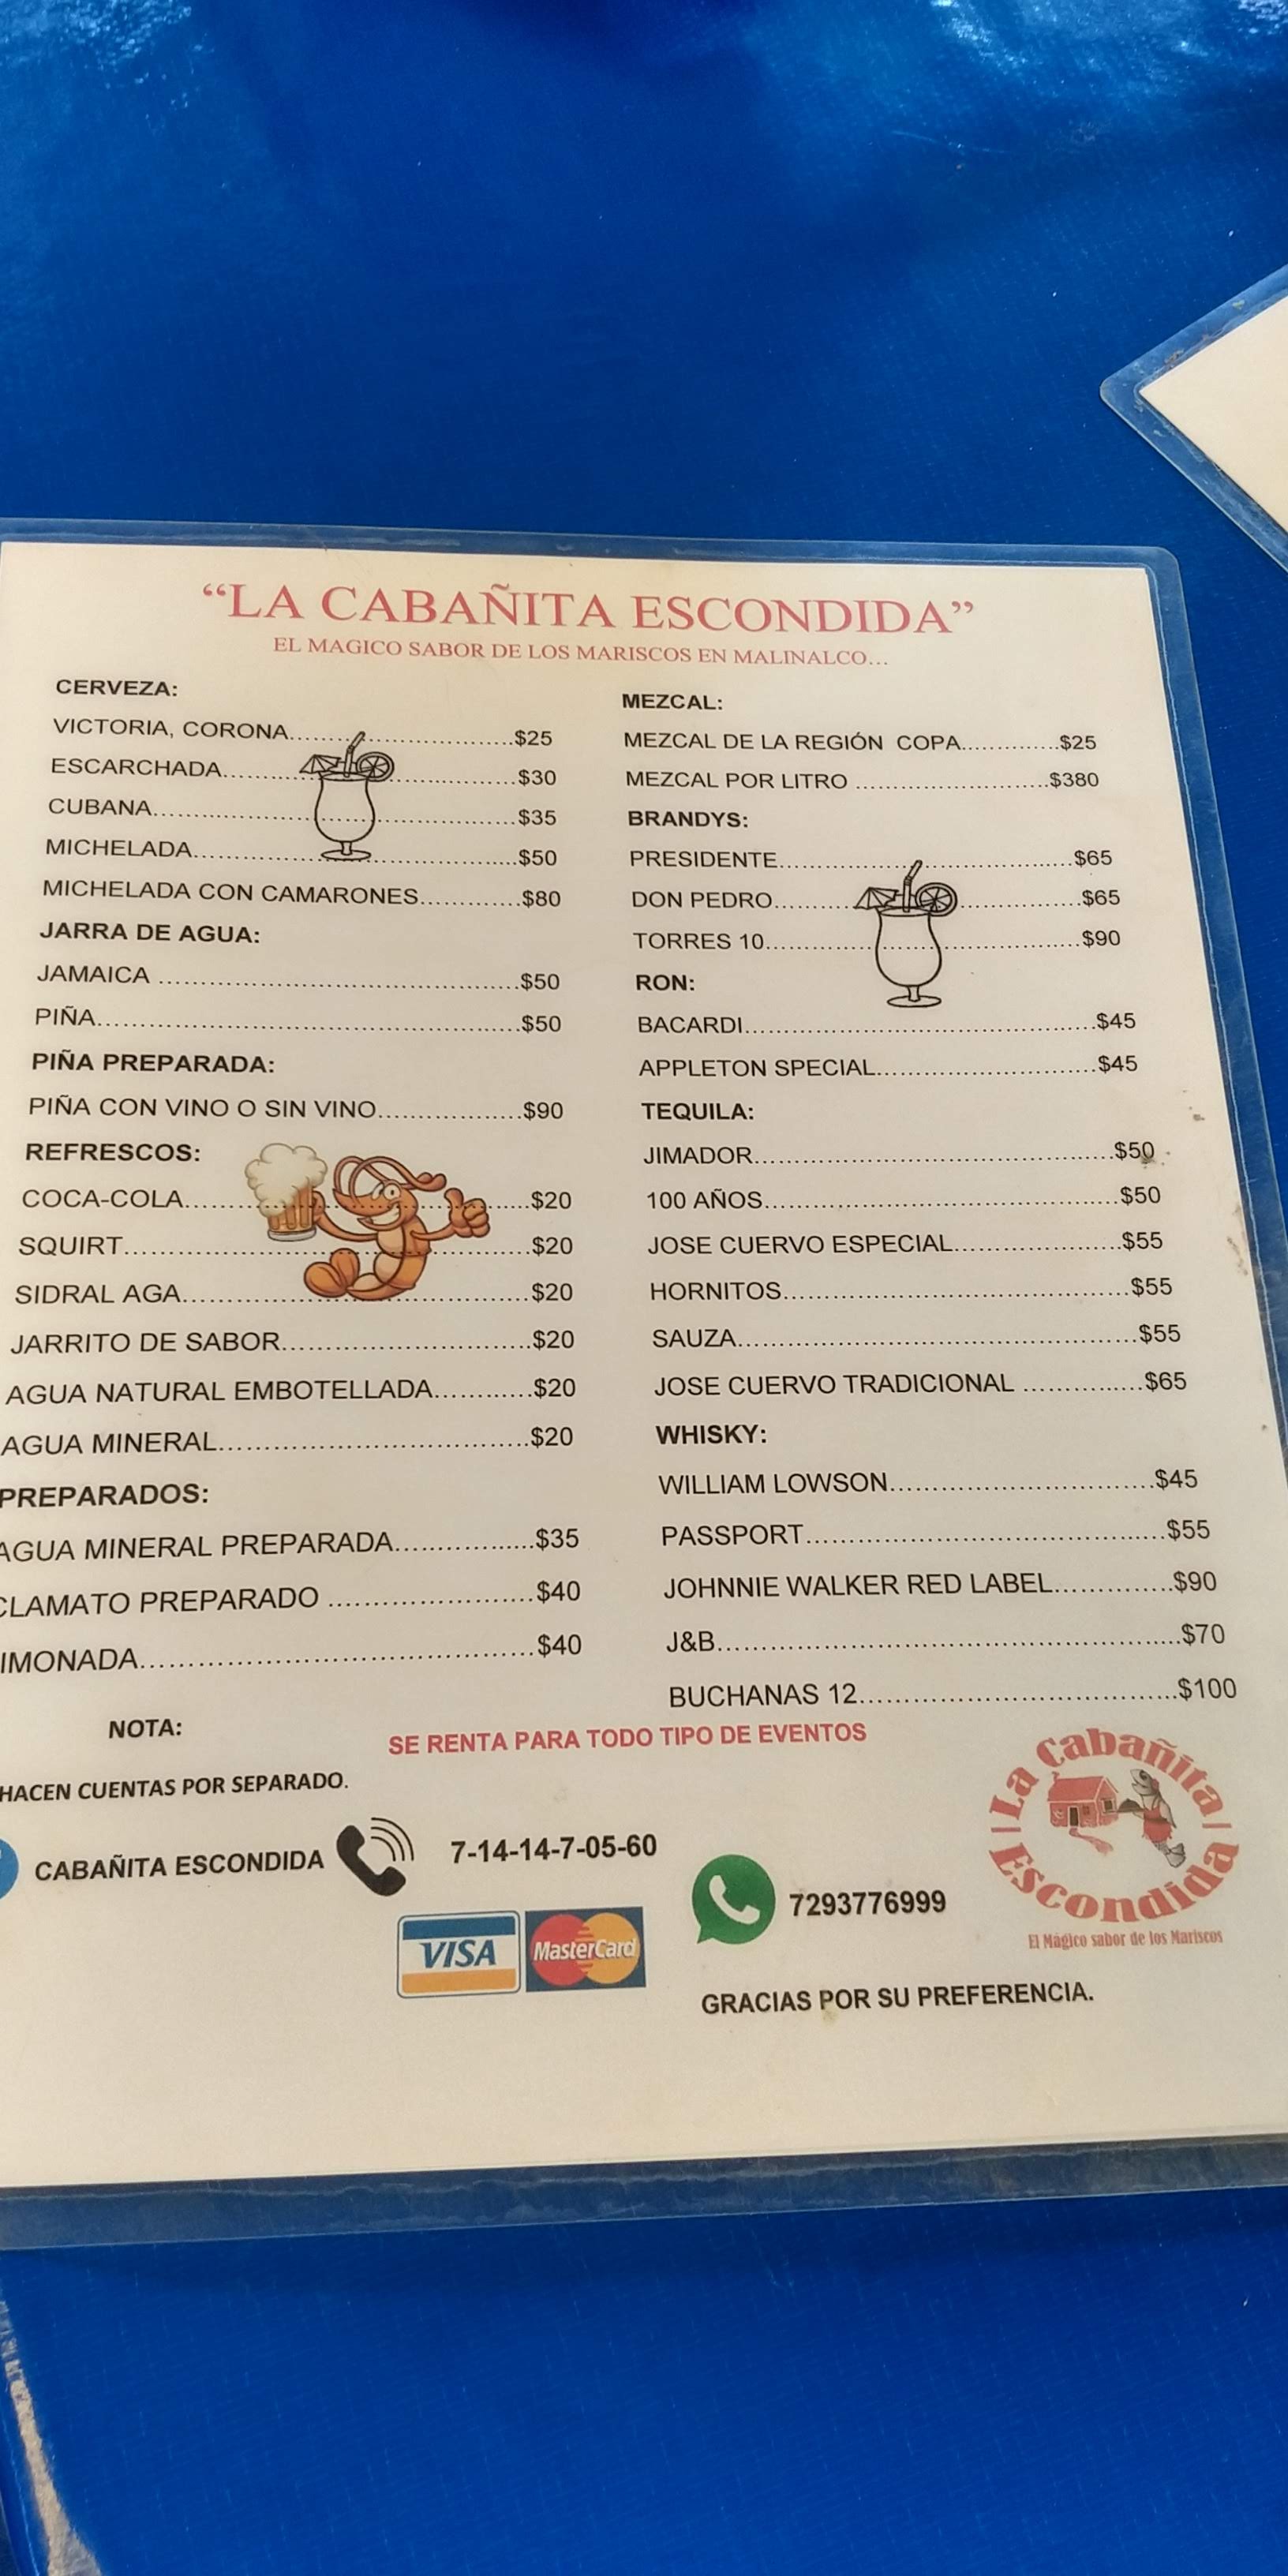 “LA CABAÑITA ESCONDIDA”
EL MAGICO SABOR DE LOS MARISCOS EN MALINALCO...
CERVEZA:
VICTORIA, CORONA....................................$25
ESCARCHADA....................................$30
CUBANA....................................$35
MICHELADA....................................$50
MICHELADA CON CAMARONES.............$80
JARRA DE AGUA:
JAMAICA ....................................$50
PIÑA....................................$50
PIÑA PREPARADA:
PIÑA CON VINO O SIN VINO..................$90
REFRESCOS:
COCA-COLA....................................$20
SQUIRT....................................$20
SIDRAL AGA....................................$20
JARRITO DE SABOR..........................$20
AGUA NATURAL EMBOTELLADA............$20
AGUA MINERAL................................$20
PREPARADOS:
AGUA MINERAL PREPARADA................$35
CLAMATO PREPARADO ......................$40
IMONADA....................................$40
MEZCAL:
MEZCAL DE LA REGIÓN COPA.............$25
MEZCAL POR LITRO ..........................$380
BRANDYS:
PRESIDENTE....................................$65
DON PEDRO....................................$65
TORRES 10....................................$90
RON:
BACARDI....................................$45
APPLETON SPECIAL..........................$45
TEQUILA:
JIMADOR....................................$50
100 AÑOS....................................$50
JOSE CUERVO ESPECIAL.....................$55
HORNITOS....................................$55
SAUZA....................................$55
JOSE CUERVO TRADICIONAL ..............$65
WHISKY:
WILLIAM LOWSON.............................$45
PASSPORT....................................$55
JOHNNIE WALKER RED LABEL.............$90
J&B....................................$70
BUCHANAS 12....................................$100
NOTA:
SE RENTA PARA TODO TIPO DE EVENTOS
HACEN CUENTAS POR SEPARADO.
CABAÑITA ESCONDIDA
7-14-14-7-05-60
7293776999
VISA
MasterCard
La Cabañita
Escondida
El Mágico sabor de los Mariscos
GRACIAS POR SU PREFERENCIA.